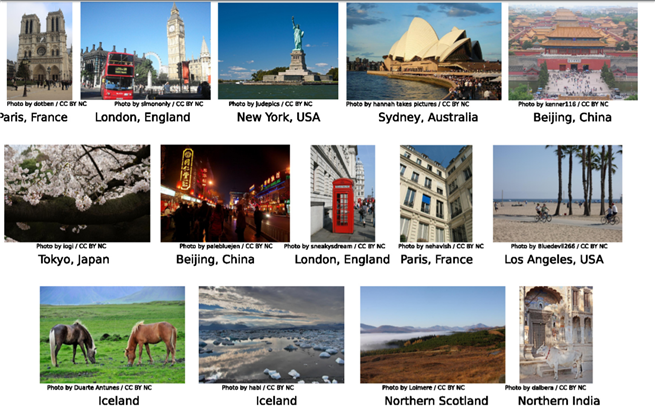 Photo by dotben / CC BY NC
Paris, France
Photo by slmononly / CC BY NC
London, England
Photo by Judepics / CC BY NC
New York, USA
Photo by hannah takes pictures / CC BY NC
Sydney, Australia
Photo by kenner116 / CC BY NC
Beijing, China
Photo by logi / CC BY NC
Tokyo, Japan
Photo by palebluejen / CC BY NC
Beijing, China
Photo by sneakysdream / CC BY NC
London, England
Photo by nehavish / CC BY NC
Paris, France
Photo by Bluedevil266 / CC BY NC
Los Angeles, USA
Photo by Duarte Antunes / CC BY NC
Iceland
Photo by habi / CC BY NC
Iceland
Photo by Loimere / CC BY NC
Northern Scotland
Photo by dalbera / CC BY NC
Northern India